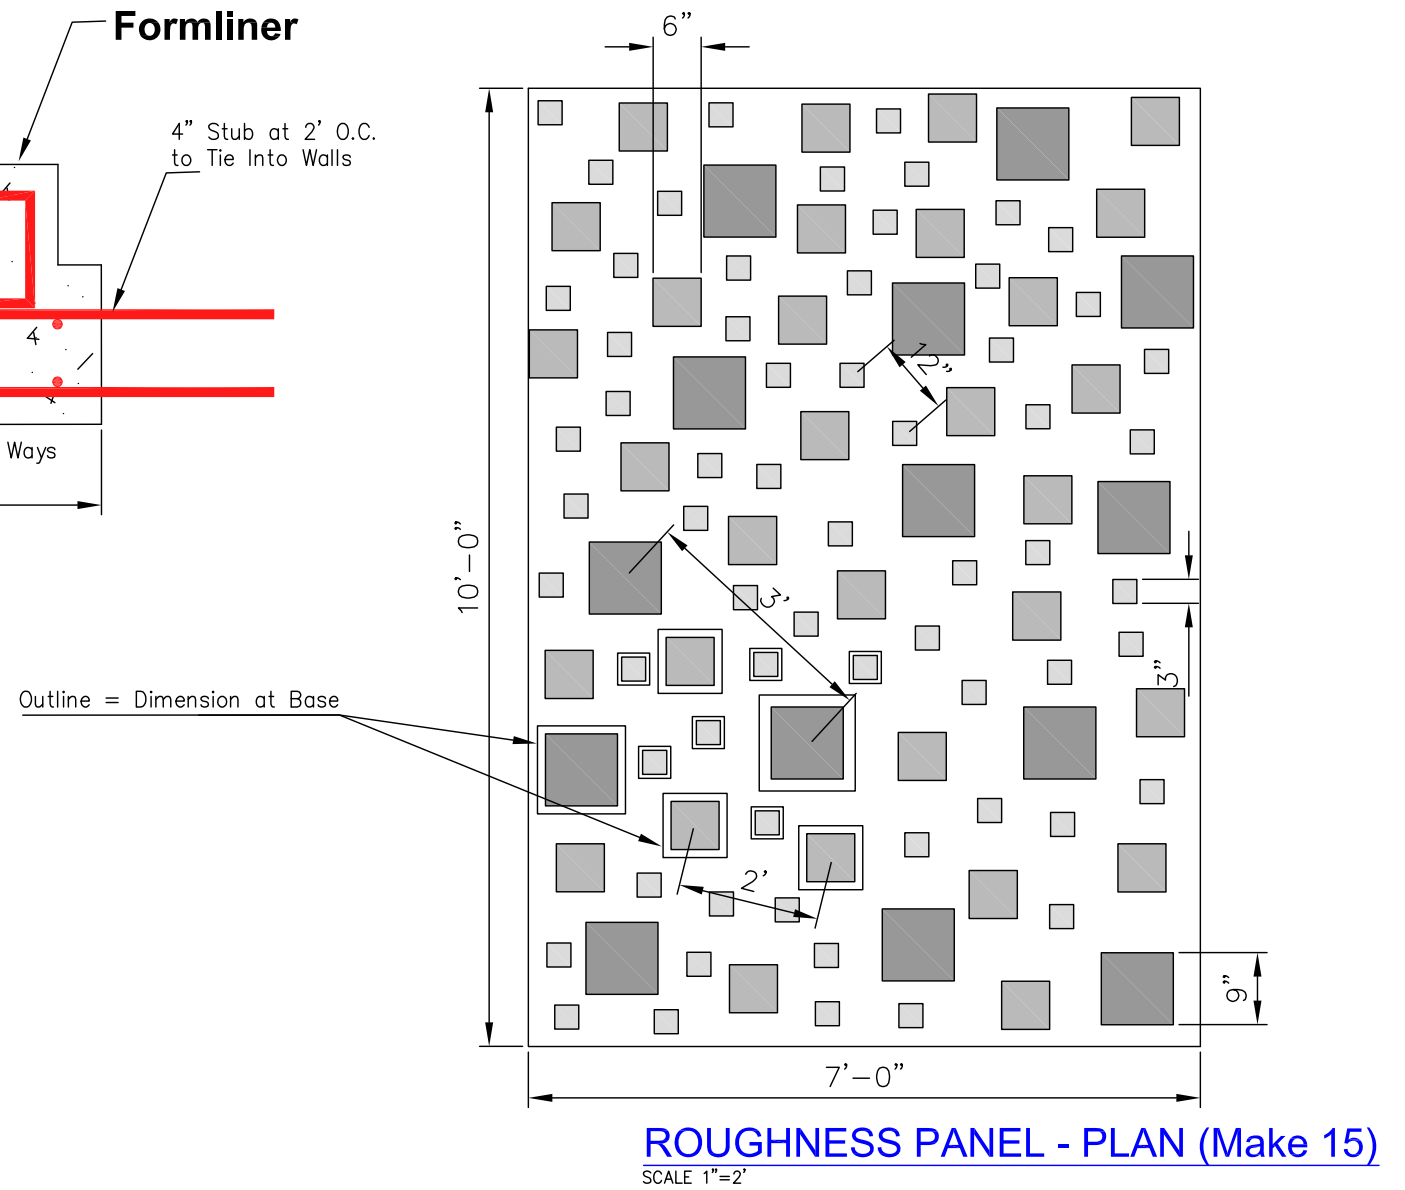 Formliner
6”
4” Stub at 2’ O.C.
to Tie Into Walls
12”
Ways
10’-0”
3’
3”
Outline = Dimension at Base
2’
9”
7’-0”
ROUGHNESS PANEL - PLAN (Make 15)
SCALE 1”=2’